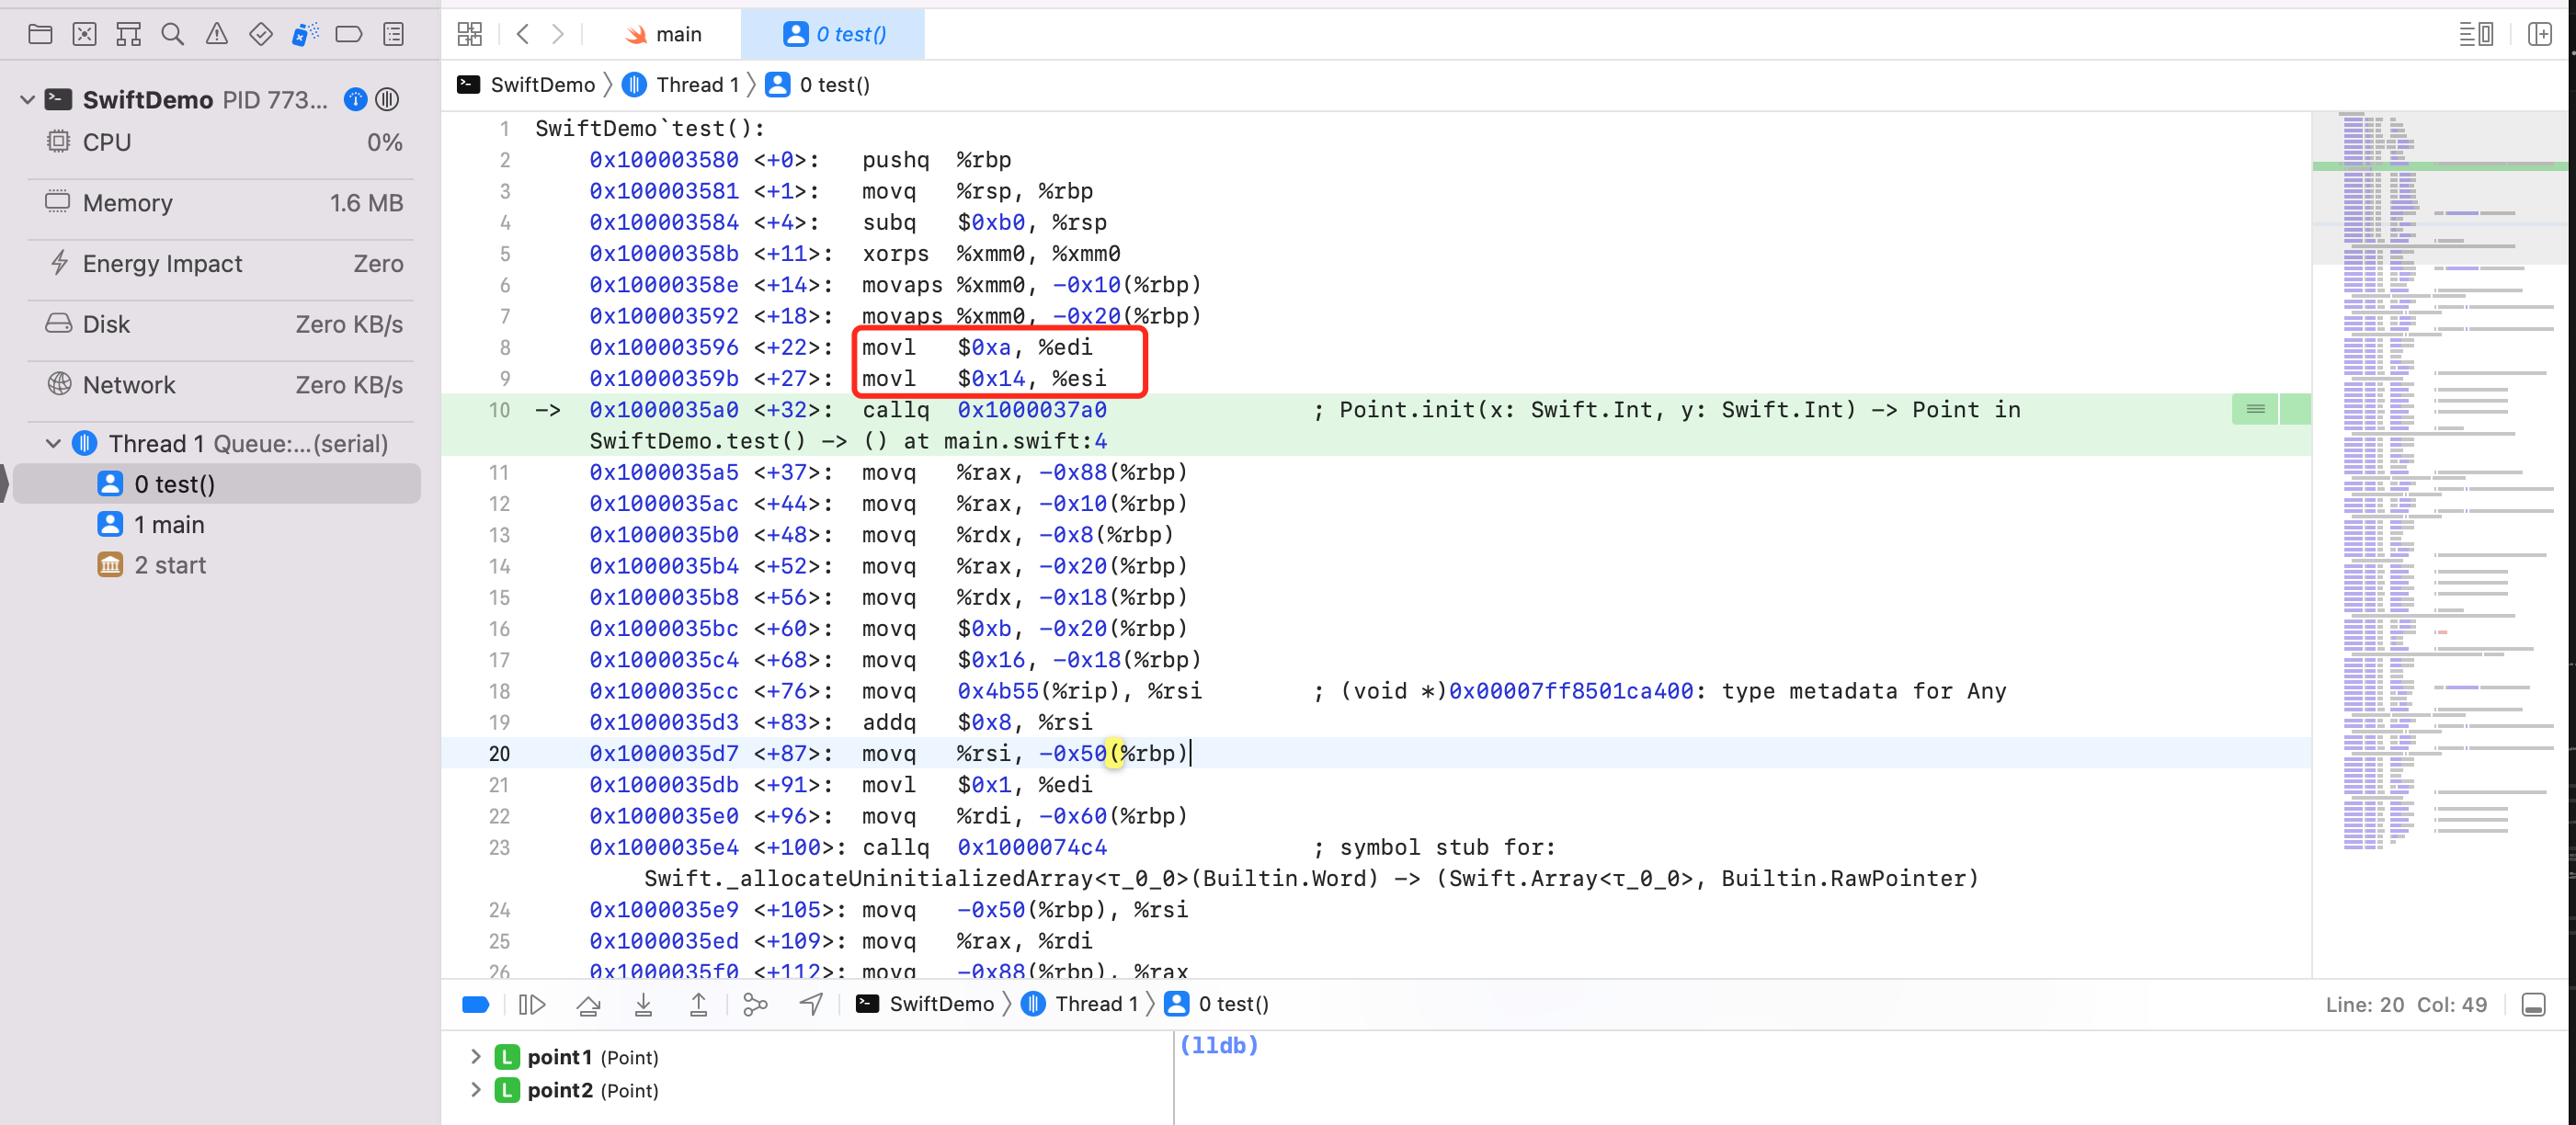 main
0 test()
SwiftDemo PID 773...
CPU 0%
Memory 1.6 MB
Energy Impact Zero
Disk Zero KB/s
Network Zero KB/s
Thread 1 Queue:...(serial)
0 test()
1 main
2 start
SwiftDemo Thread 1 0 test()
1 SwiftDemo`test():
2 0x100003580 <+0>: pushq %rbp
3 0x100003581 <+1>: movq %rsp, %rbp
4 0x100003584 <+4>: subq $0xb0, %rsp
5 0x10000358b <+11>: xorps %xmm0, %xmm0
6 0x10000358e <+14>: movaps %xmm0, -0x10(%rbp)
7 0x100003592 <+18>: movaps %xmm0, -0x20(%rbp)
8 0x100003596 <+22>: movl $0xa, %edi
9 0x10000359b <+27>: movl $0x14, %esi
10 -> 0x1000035a0 <+32>: callq 0x1000037a0 ; Point.init(x: Swift.Int, y: Swift.Int) -> Point in
SwiftDemo.test() -> () at main.swift:4
11 0x1000035a5 <+37>: movq %rax, -0x88(%rbp)
12 0x1000035ac <+44>: movq %rax, -0x10(%rbp)
13 0x1000035b0 <+48>: movq %rdx, -0x8(%rbp)
14 0x1000035b4 <+52>: movq %rax, -0x20(%rbp)
15 0x1000035b8 <+56>: movq %rdx, -0x18(%rbp)
16 0x1000035bc <+60>: movq $0xb, -0x20(%rbp)
17 0x1000035c4 <+68>: movq $0x16, -0x18(%rbp)
18 0x1000035cc <+76>: movq 0x4b55(%rip), %rsi ; (void *)0x00007ff8501ca400: type metadata for Any
19 0x1000035d3 <+83>: addq $0x8, %rsi
20 0x1000035d7 <+87>: movq %rsi, -0x50(%rbp)
21 0x1000035db <+91>: movl $0x1, %edi
22 0x1000035e0 <+96>: movq %rdi, -0x60(%rbp)
23 0x1000035e4 <+100>: callq 0x1000074c4 ; symbol stub for:
Swift._allocateUninitializedArray<τ_0_0>(Builtin.Word) -> (Swift.Array<τ_0_0>, Builtin.RawPointer)
24 0x1000035e9 <+105>: movq -0x50(%rbp), %rsi
25 0x1000035ed <+109>: movq %rax, %rdi
26 0x1000035f0 <+112>: movq -0x88(%rbp), %rax
SwiftDemo Thread 1 0 test()
Line: 20 Col: 49
L point1 (Point)
L point2 (Point)
(lldb)